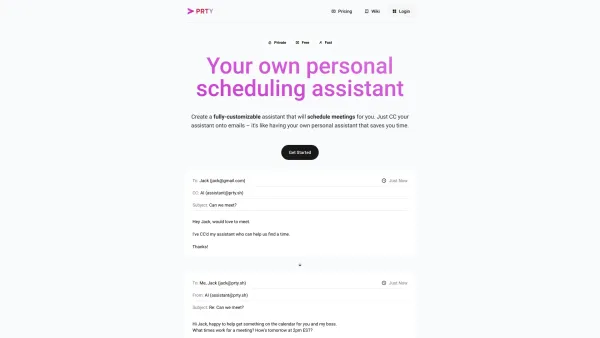 PRTY
Pricing
Wiki
Login
Private
Free
Fast
Your own personal
scheduling assistant
Create a fully-customizable assistant that will schedule meetings for you. Just CC your
assistant onto emails – it's like having your own personal assistant that saves you time.
Get Started
To: Jack (jack@gmail.com)
Just Now
CC: Al (assistant@prty.sh)
Subject: Can we meet?
Hey Jack, would love to meet.
I've CC'd my assistant who can help us find a time.
Thanks!
To: Me, Jack (jack@prty.sh)
Just Now
From: Al (assistant@prty.sh)
Subject: Re: Can we meet?
Hi Jack, happy to help get something on the calendar for you and my boss.
What times work for a meeting? How's tomorrow at 5pm EST?